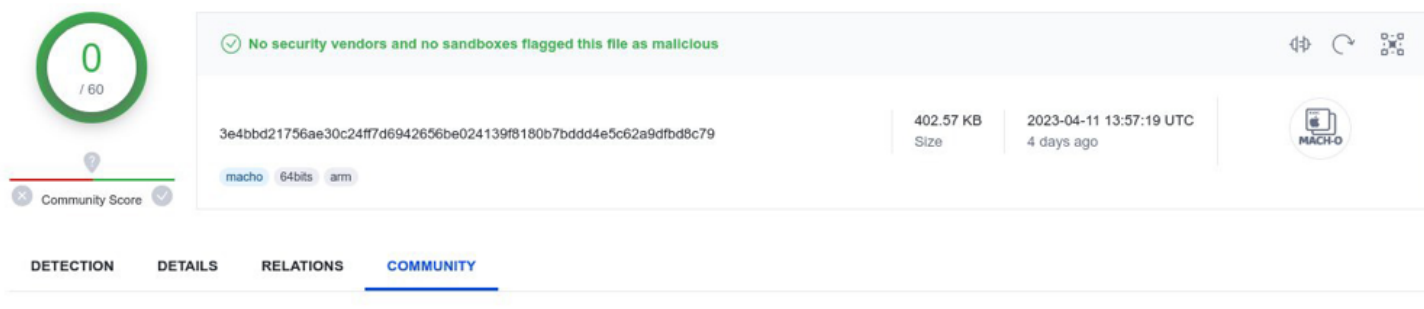 0
/ 60
Community Score
No security vendors and no sandboxes flagged this file as malicious
3e4bbd21756ae30c24ff7d6942656be024139f8180b7bddd4e5c62a9dfbd8c79
macho 64bits arm
402.57 KB
Size
2023-04-11 13:57:19 UTC
4 days ago
MACH-O
DETECTION DETAILS RELATIONS COMMUNITY